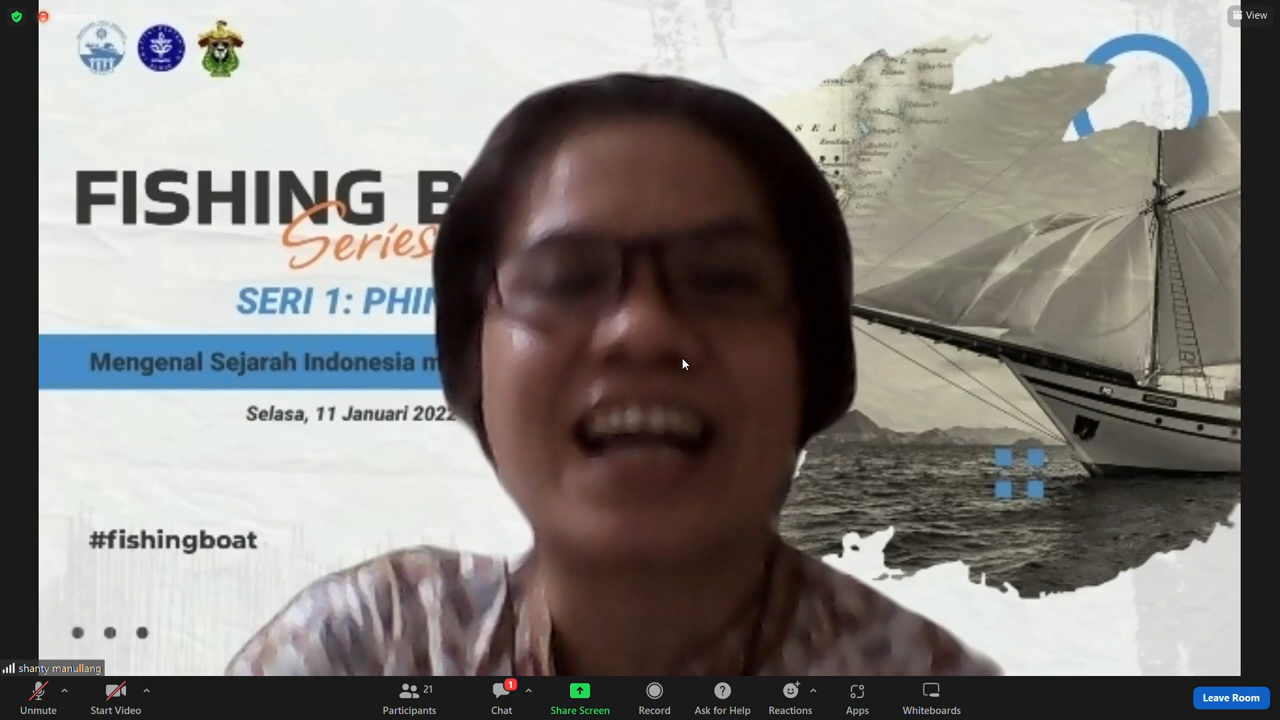 View
FISHING B
Series
SERI 1: PHIN
Mengenal Sejarah Indonesia m
Selasa, 11 Januari 2022
#fishingboat
SEA
shanty manullang
Unmute
Start Video
Participants
21
Chat
1
Share Screen
Record
Ask for Help
Reactions
Apps
Whiteboards
Leave Room